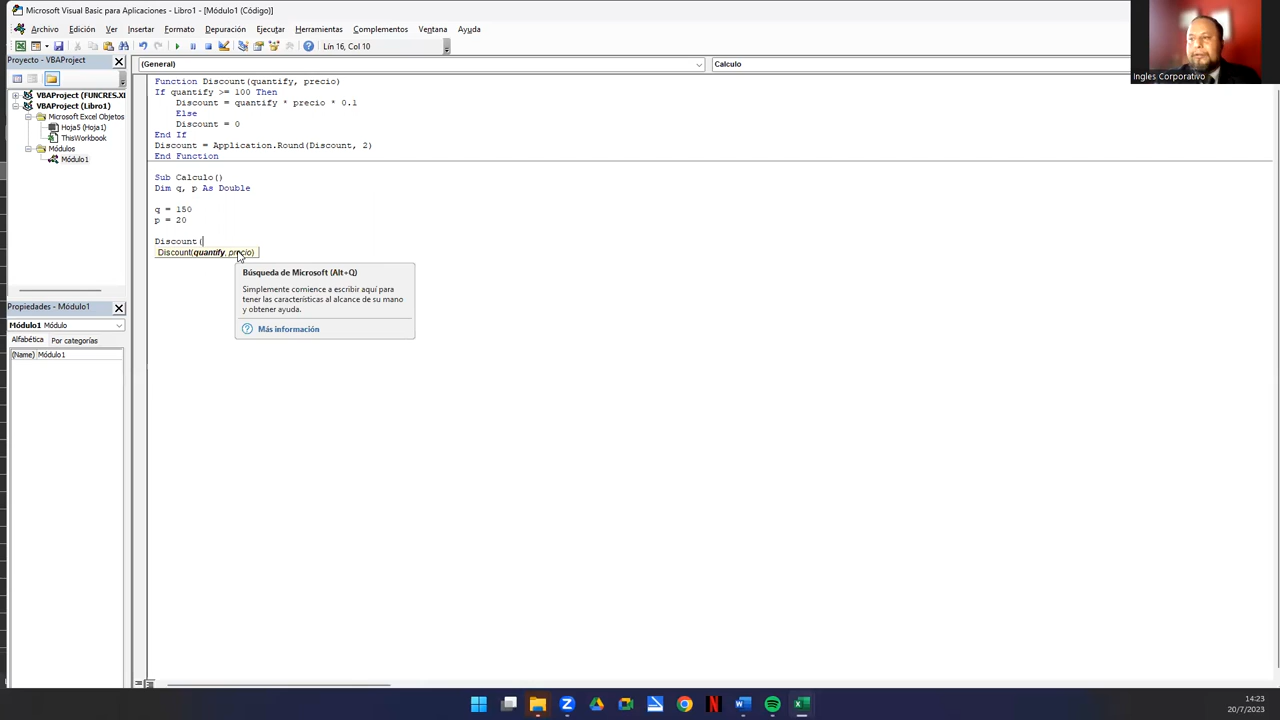 Microsoft Visual Basic para Aplicaciones - Libro1 - [Módulo1 (Código)]
Archivo Edición Ver Insertar Formato Depuración Ejecutar Herramientas Complementos Ventana Ayuda
Lín 16, Col 10
Ingles Corporativo
Proyecto - VBAProject
(General)
Calculo
VBAProject (FUNCRES.XL
VBAProject (Libro1)
Microsoft Excel Objetos
Hoja5 (Hoja1)
ThisWorkbook
Módulos
Módulo1
Function Discount(quantify, precio)
If quantify >= 100 Then
Discount = quantify * precio * 0.1
Else
Discount = 0
End If
Discount = Application.Round(Discount, 2)
End Function
Sub Calculo()
Dim q, p As Double
q = 150
p = 20
Discount(
Discount(quantify, precio)
Búsqueda de Microsoft (Alt+Q)
Simplemente comience a escribir aquí para
tener las características al alcance de su mano
y obtener ayuda.
Más información
Propiedades - Módulo1
Módulo1 Módulo
Alfabética Por categorías
(Name) Módulo1
14:23
20/7/2023